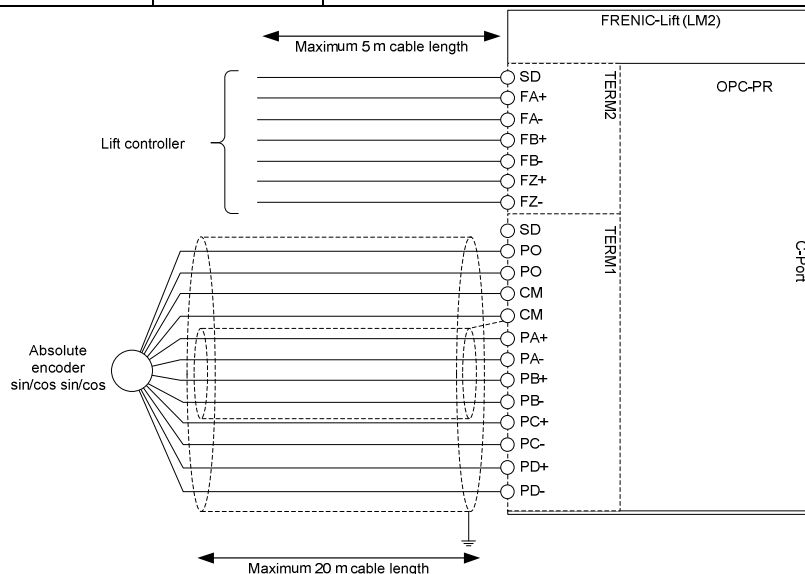 FRENIC-Lift (LM2)
Maximum 5 m cable length
SD
FA+
FA-
FB+
FB-
FZ+
FZ-
TERM2
OPC-PR
Lift controller
SD
PO
PO
CM
CM
PA+
PA-
PB+
PB-
PC+
PC-
PD+
PD-
TERM1
C-Port
Absolute
encoder
sin/cos sin/cos
Maximum 20 m cable length